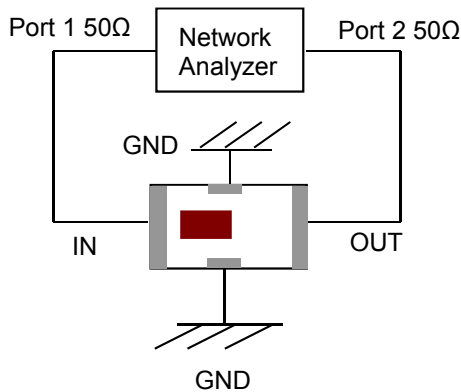 Port 1 50Ω
Network
Analyzer
Port 2 50Ω
GND
IN
OUT
GND